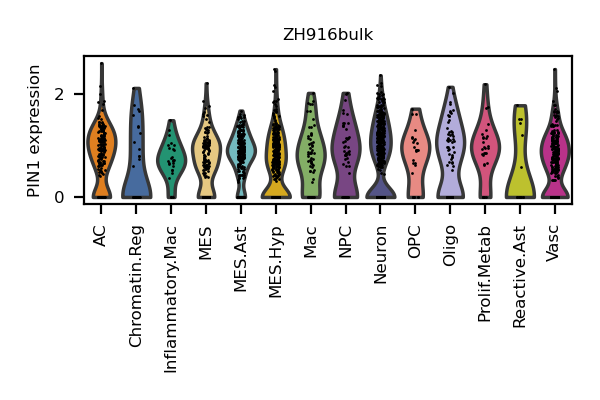 ZH916bulk
PIN1 expression
2
0
AC
Chromatin.Reg
Inflammatory.Mac
MES
MES.Ast
MES.Hyp
Mac
NPC
Neuron
OPC
Oligo
Prolif.Metab
Reactive.Ast
Vasc